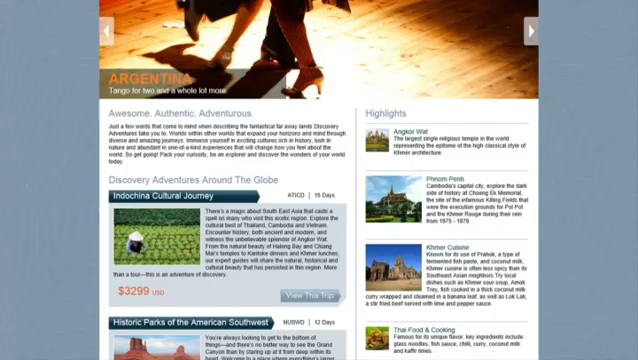 ARGENTINA
Tango for two and a whole lot more
Awesome. Authentic. Adventurous.
Just a few words that come to mind when describing the fantastical far away lands Discovery
Adventures take you to. Worlds within other worlds that expand your horizons and mind through
diverse and amazing journeys. Immerse yourself in exciting cultures rich in history, lush in
nature and abundant in one-of-a-kind experiences that will change how you feel about the
world. So get going! Pack your curiosity, be an explorer and discover the wonders of your world
today.
Discovery Adventures Around The Globe
Indochina Cultural Journey
ATICD | 15 Days
There's a magic about South East Asia that casts a
spell on many who visit this exotic region. Explore the
cultural best of Thailand, Cambodia and Vietnam.
Encounter history, both ancient and modern, and
witness the unbelievable splendor of Angkor Wat.
From the natural beauty of Halong Bay and Chiang
Mai's temples to Kantoke dinners and Khmer lunches,
our expert guides will share the natural, historical and
cultural beauty that has persisted in this region. More
than a tour—this is an adventure of discovery.
$3299 USD
View This Trip
Historic Parks of the American Southwest
NUSWD | 12 Days
You're always looking to get to the bottom of
things—and there's no better way to see the Grand
Canyon than by staring up at it from deep within its
Highlights
Angkor Wat
The largest single religious temple in the world
representing the epitome of the high classical style of
Khmer architecture.
Phnom Penh
Cambodia's capital city, explore the dark
side of history at Choeng Ek Memorial,
the site of the infamous Killing Fields that
were the execution grounds for Pol Pot
and the Khmer Rouge during their rein
from 1975 - 1979.
Khmer Cuisine
Known for its use of Prahok, a type of
fermented fish paste, and coconut milk,
Khmer cuisine is often less spicy than its
Southeast Asian neighbors. Try local
dishes such as Khmer sour soup, Amok
Trey, fish cooked in a thick coconut milk
curry wrapped and steamed in a banana leaf, as well as Lok Lak,
a stir fried beef served with lime and pepper sauce.
Thai Food & Cooking
Famous for its unique flavor, key ingredients include:
glass noodles, fish sauce, chilli, curry, coconut milk
and kaffir limes.